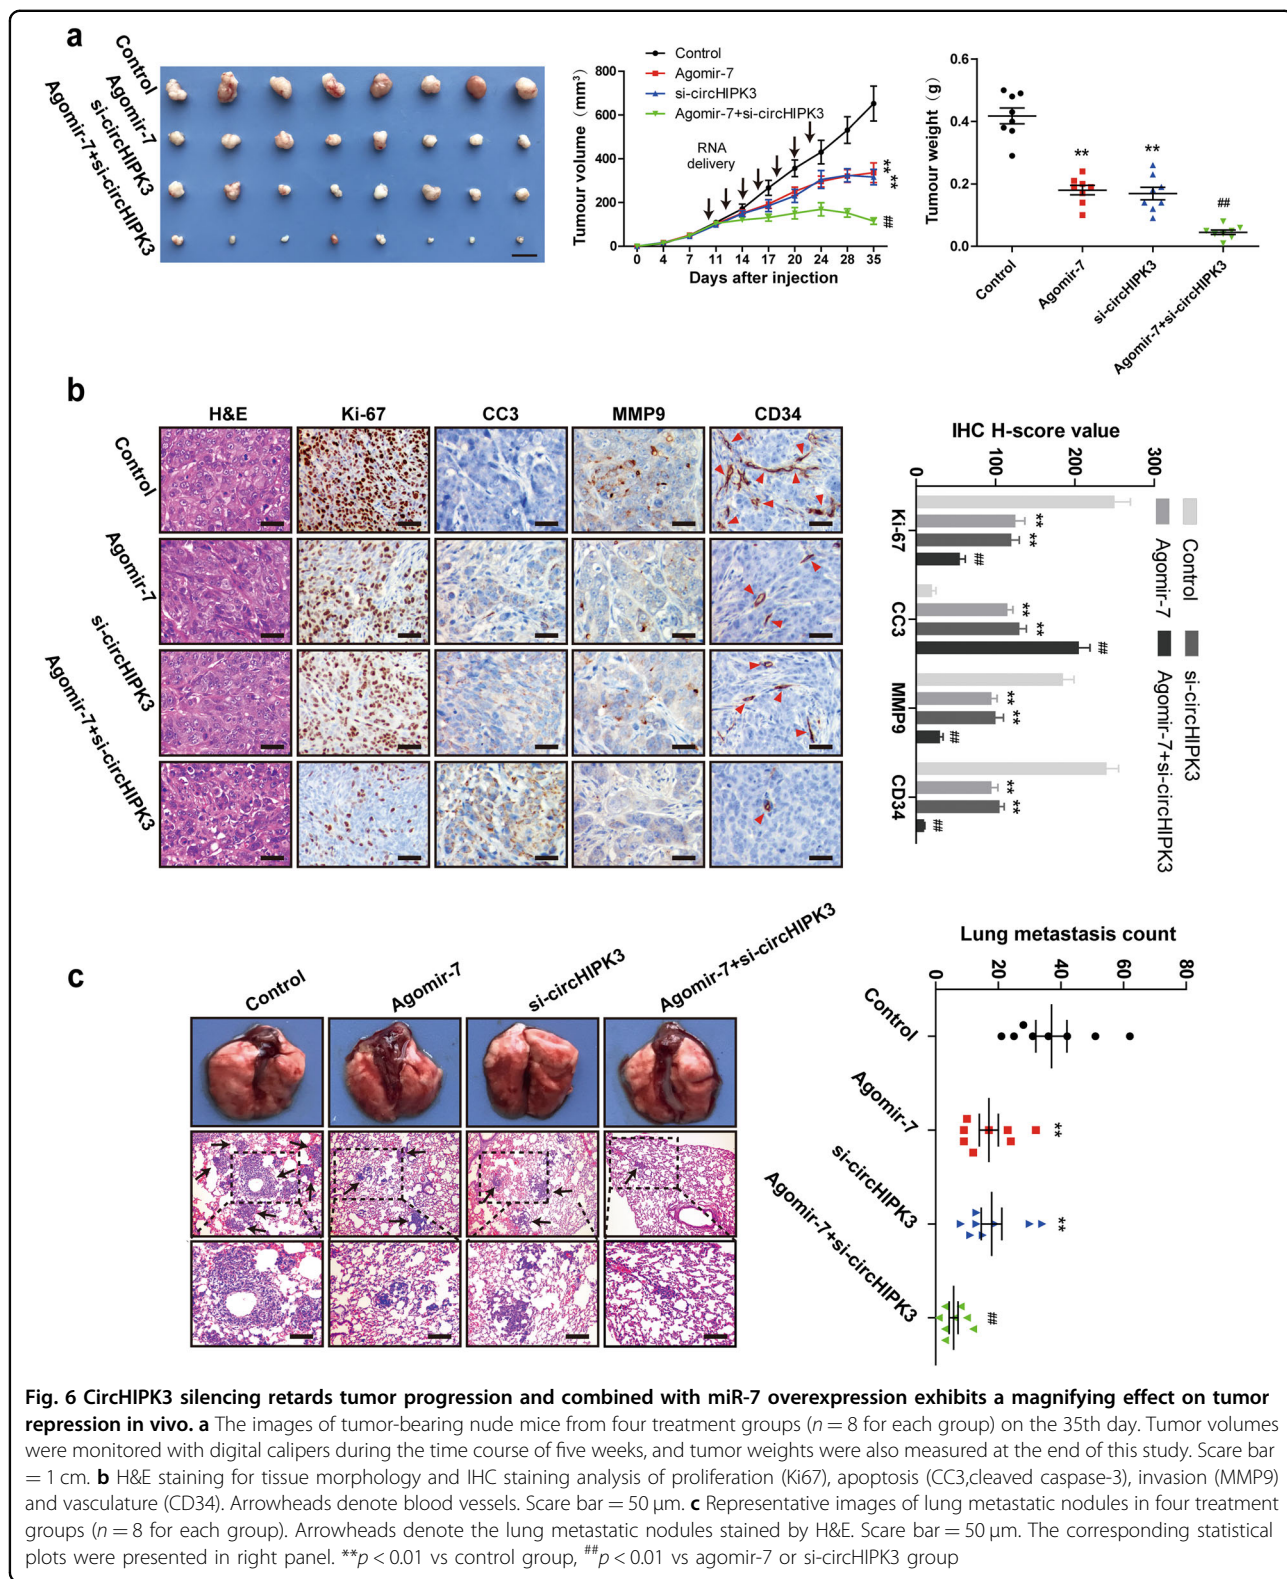 a
Control
Agomir-7
si-circHIPK3
Agomir-7+si-circHIPK3
Control
Agomir-7
si-circHIPK3
Agomir-7+si-circHIPK3
Tumour volume (mm³)
800
600
400
200
0
RNA
delivery
**
**
##
0 4 7 11 14 17 20 24 28 35
Days after injection
Tumour weight (g)
0.6
0.4
0.2
0.0
**
**
##
Control
Agomir-7
si-circHIPK3
Agomir-7+si-circHIPK3
b
H&E Ki-67 CC3 MMP9 CD34
Control
Agomir-7
si-circHIPK3
Agomir-7+si-circHIPK3
IHC H-score value
0 100 200 300
Ki-67
**
**
##
CC3
**
**
##
MMP9
**
**
##
CD34
**
**
##
Control
Agomir-7
si-circHIPK3
Agomir-7+si-circHIPK3
c
Control
Agomir-7
si-circHIPK3
Agomir-7+si-circHIPK3
Lung metastasis count
0 20 40 60 80
Control
Agomir-7
**
si-circHIPK3
**
Agomir-7+si-circHIPK3
##
Fig. 6 CircHIPK3 silencing retards tumor progression and combined with miR-7 overexpression exhibits a magnifying effect on tumor
repression in vivo. a The images of tumor-bearing nude mice from four treatment groups (n = 8 for each group) on the 35th day. Tumor volumes
were monitored with digital calipers during the time course of five weeks, and tumor weights were also measured at the end of this study. Scare bar
= 1 cm. b H&E staining for tissue morphology and IHC staining analysis of proliferation (Ki67), apoptosis (CC3,cleaved caspase-3), invasion (MMP9)
and vasculature (CD34). Arrowheads denote blood vessels. Scare bar = 50 μm. c Representative images of lung metastatic nodules in four treatment
groups (n = 8 for each group). Arrowheads denote the lung metastatic nodules stained by H&E. Scare bar = 50 μm. The corresponding statistical
plots were presented in right panel. **p < 0.01 vs control group, ##p < 0.01 vs agomir-7 or si-circHIPK3 group